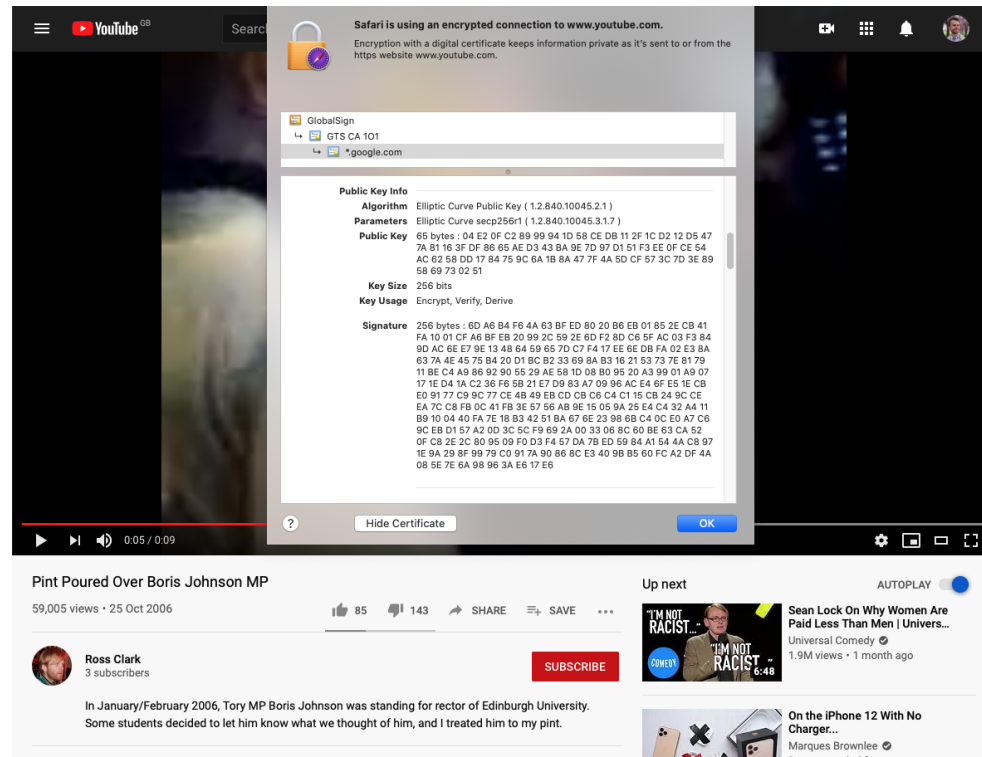 YouTube GB
Searc
Safari is using an encrypted connection to www.youtube.com.
Encryption with a digital certificate keeps information private as it's sent to or from the
https website www.youtube.com.
GlobalSign
GTS CA 1O1
*.google.com
Public Key Info
Algorithm Elliptic Curve Public Key ( 1.2.840.10045.2.1 )
Parameters Elliptic Curve secp256r1 ( 1.2.840.10045.3.1.7 )
Public Key 65 bytes : 04 E2 0F C2 89 99 94 1D 58 CE DB 11 2F 1C D2 12 D5 47
7A 81 16 3F DF 86 65 AE D3 43 BA 9E 7D 97 D1 51 F3 EE 0F CE 54
AC 62 58 DD 17 84 75 9C 6A 1B 8A 47 7F 4A 5D CF 57 3C 7D 3E 89
58 69 73 02 51
Key Size 256 bits
Key Usage Encrypt, Verify, Derive
Signature 256 bytes : 6D A6 B4 F6 4A 63 BF ED 80 20 B6 EB 01 85 2E CB 41
FA 10 01 CF A6 BF EB 20 99 2C 59 2E 6D F2 8D C6 5F AC 03 F3 84
9D AC 6E E7 9E 13 48 64 59 65 7D C7 F4 17 EE 6E DB FA 02 E3 8A
63 7A 4E 45 75 B4 20 D1 BC B2 33 69 8A B3 16 21 53 73 7E 81 79
11 BE C4 A9 86 92 90 55 29 AE 58 1D 08 B0 95 20 A3 99 01 A9 07
17 1E D4 1A C2 36 F6 5B 21 E7 D9 83 A7 09 96 AC E4 6F E5 1E CB
E0 91 77 C9 9C 77 CE 4B 49 EB CD CB C6 C4 C1 15 CB 24 9C CE
EA 7C C8 FB 0C 41 FB 3E 57 56 AB 9E 15 05 9A 25 E4 C4 32 A4 11
B9 10 04 40 FA 7E 18 B3 42 51 BA 67 6E 23 98 6B C4 0C E0 A7 C6
9C EB D1 57 A2 0D 3C 5C F9 69 2A 00 33 06 8C 60 BE 63 CA 52
0F C8 2E 2C 80 95 09 F0 D3 F4 57 DA 7B ED 59 84 A1 54 4A C8 97
1E 9A 29 8F 99 79 C0 91 7A 90 86 8C E3 40 9B B5 60 FC A2 DF 4A
08 5E 7E 6A 98 96 3A E6 17 E6
?
Hide Certificate
OK
0:05 / 0:09
Pint Poured Over Boris Johnson MP
59,005 views • 25 Oct 2006
85
143
SHARE
SAVE
Ross Clark
3 subscribers
SUBSCRIBE
In January/February 2006, Tory MP Boris Johnson was standing for rector of Edinburgh University.
Some students decided to let him know what we thought of him, and I treated him to my pint.
Up next
AUTOPLAY
"I'M NOT
RACIST..."
COMEDY
"I'M NOT
RACIST..."
6:48
Sean Lock On Why Women Are
Paid Less Than Men | Univers...
Universal Comedy
1.9M views • 1 month ago
On the iPhone 12 With No
Charger...
Marques Brownlee